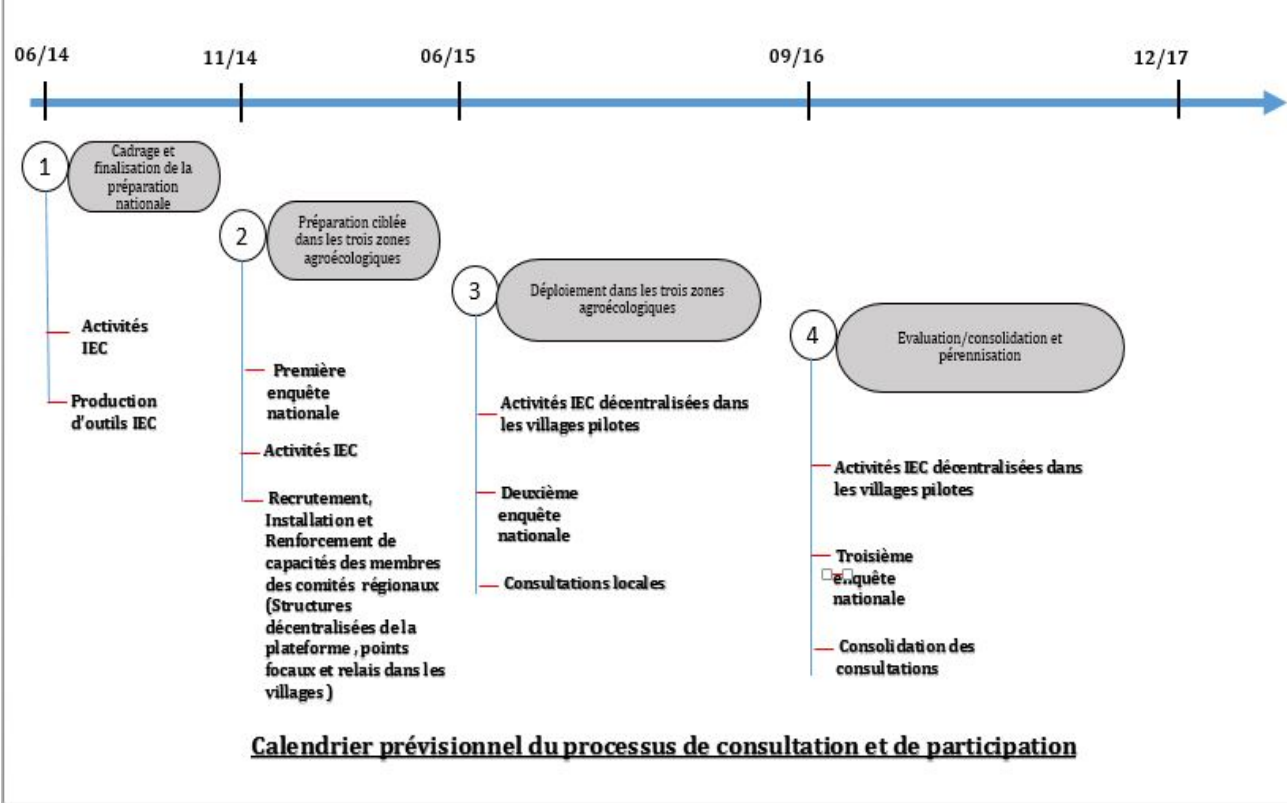 06/14
11/14
06/15
09/16
12/17
1
Cadrage et
finalisation de la
préparation
nationale
Activités
IEC
Production
d'outils IEC
2
Préparation ciblée
dans les trois zones
agroécologiques
Première
enquête
nationale
Activités IEC
Recrutement,
Installation et
Renforcement de
capacités des membres
des comités régionaux
(Structures
décentralisées de la
plateforme , points
focaux et relais dans les
villages )
3
Déploiement dans les trois zones
agroécologiques
Activités IEC décentralisées dans
les villages pilotes
Deuxième
enquête
nationale
Consultations locales
4
Evaluation/consolidation et
pérennisation
Activités IEC décentralisées dans
les villages pilotes
Troisième
enquête
nationale
Consolidation des
consultations
Calendrier prévisionnel du processus de consultation et de participation